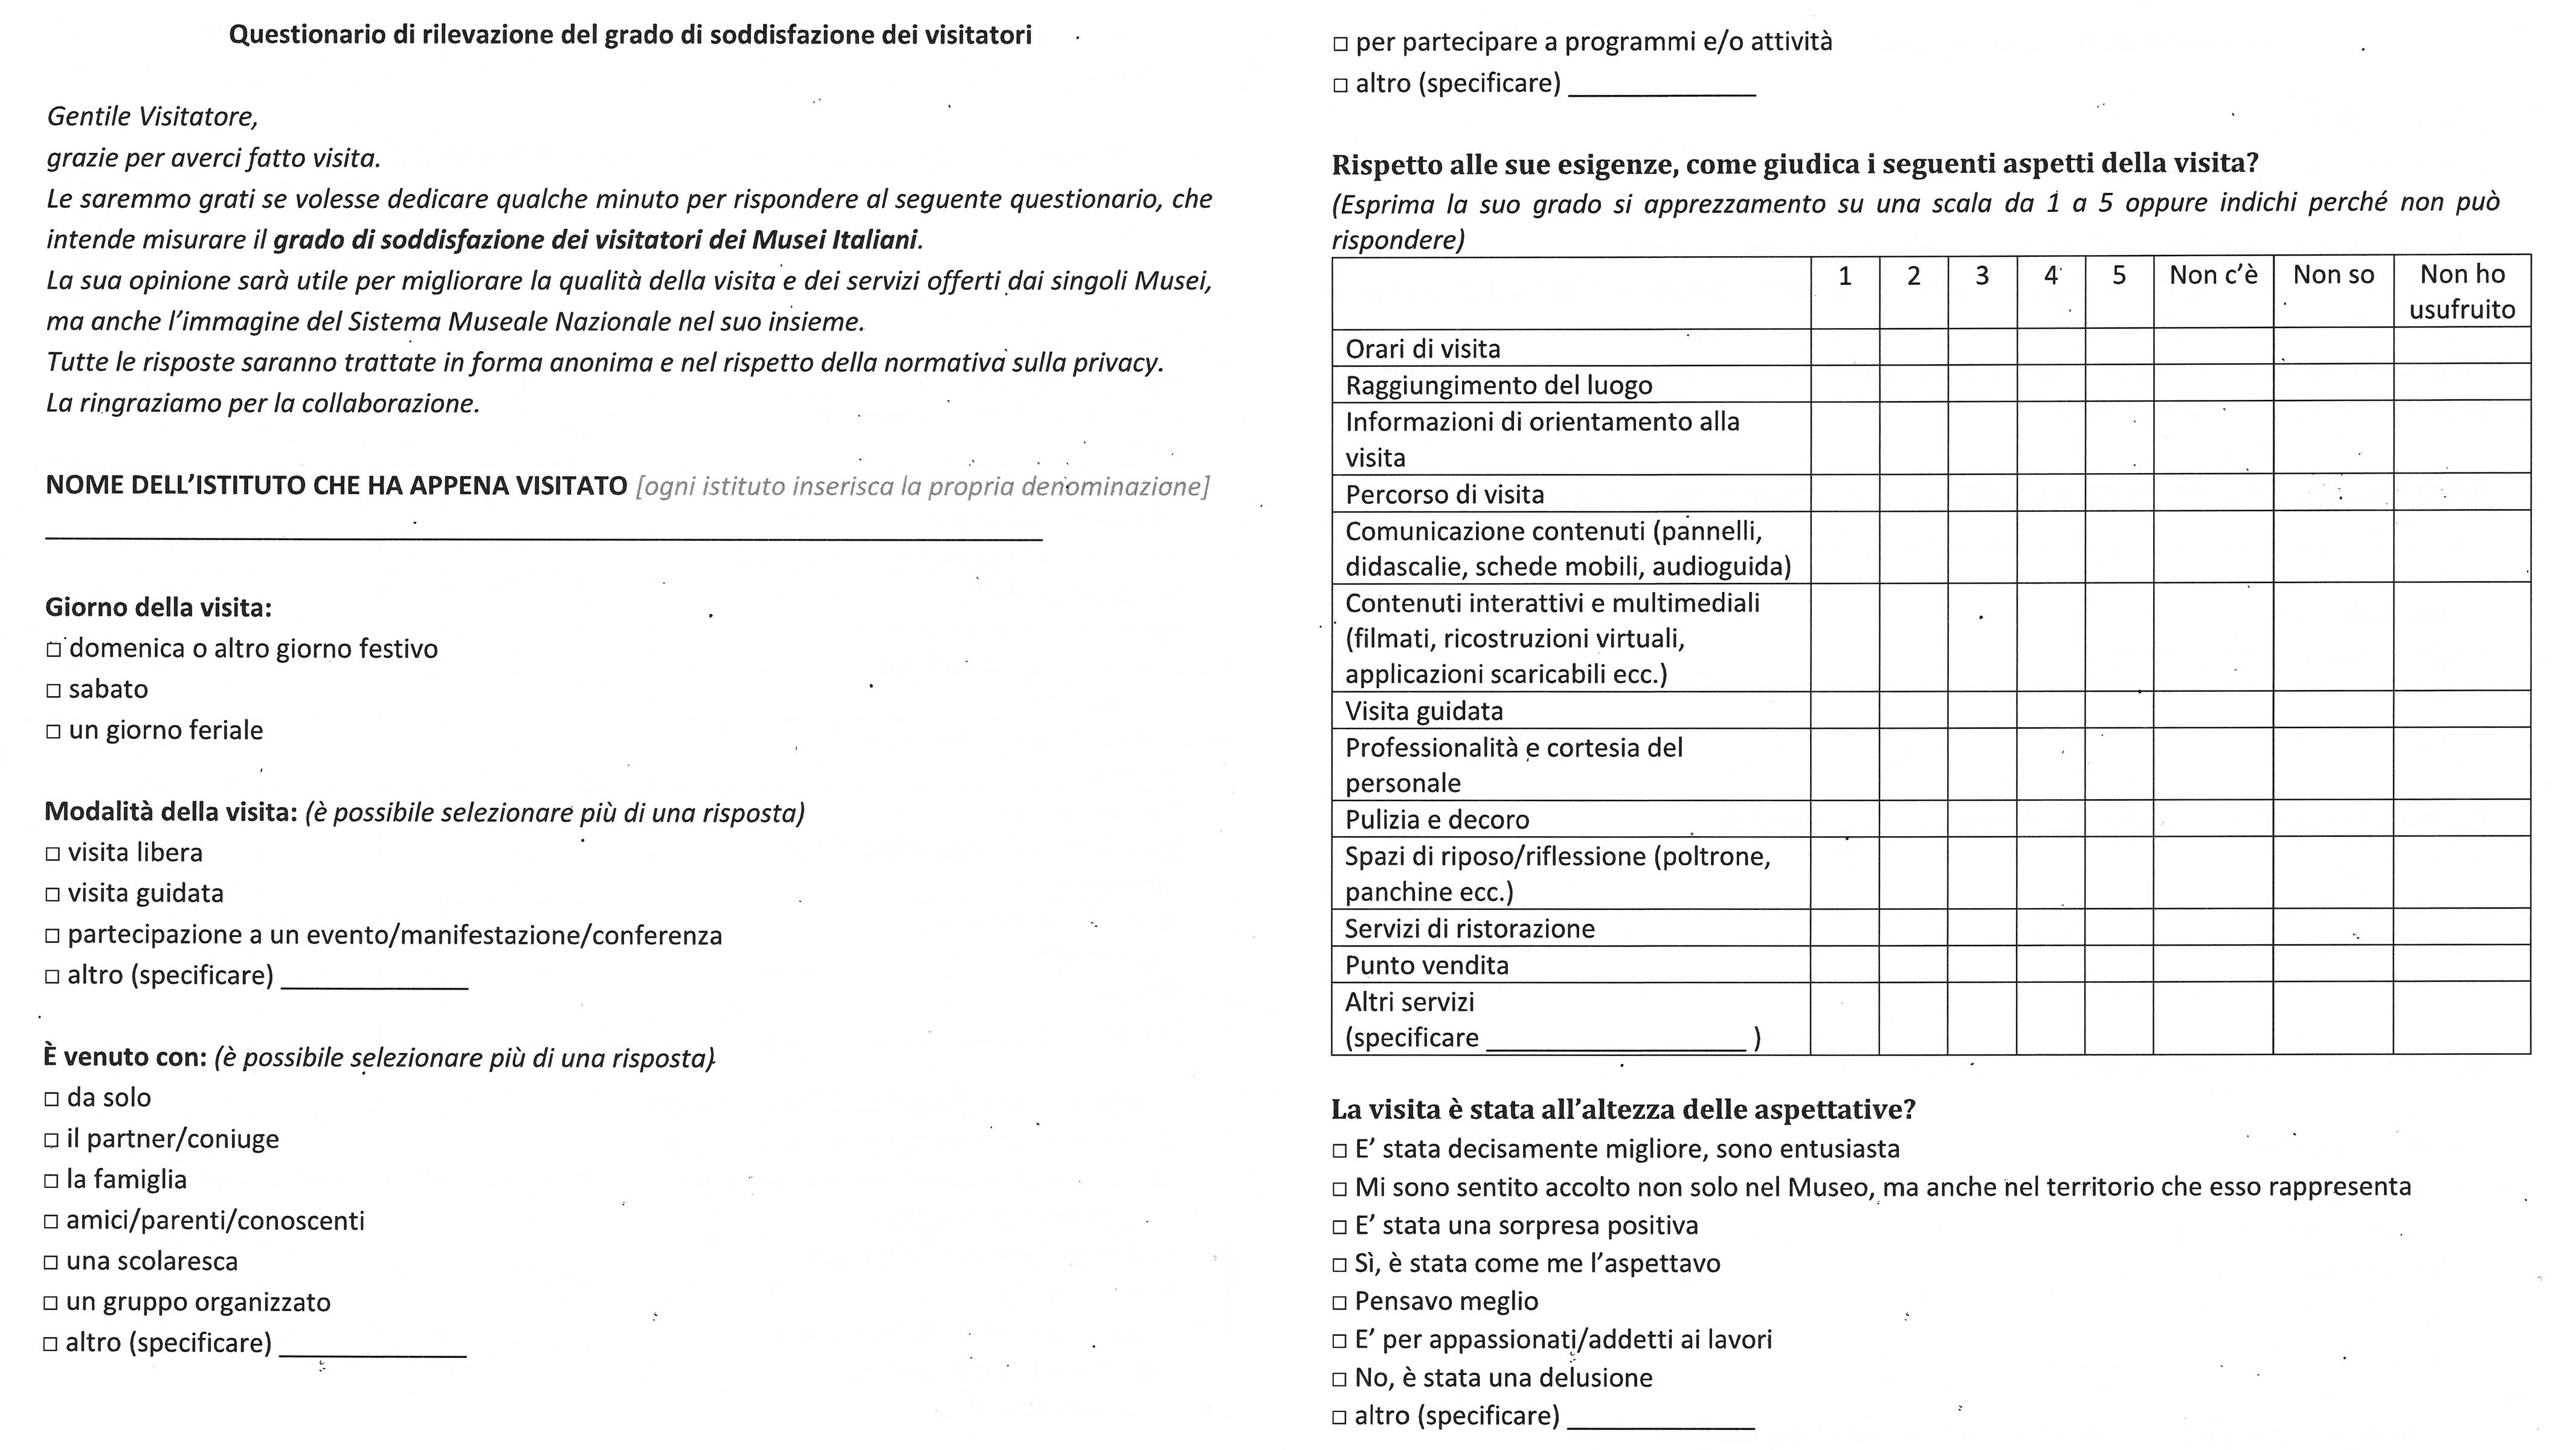 Questionario di rilevazione del grado di soddisfazione dei visitatori
Gentile Visitatore,
grazie per averci fatto visita.
Le saremmo grati se volesse dedicare qualche minuto per rispondere al seguente questionario, che
intende misurare il grado di soddisfazione dei visitatori dei Musei Italiani.
La sua opinione sarà utile per migliorare la qualità della visita e dei servizi offerti dai singoli Musei,
ma anche l'immagine del Sistema Museale Nazionale nel suo insieme.
Tutte le risposte saranno trattate in forma anonima e nel rispetto della normativa sulla privacy.
La ringraziamo per la collaborazione.
NOME DELL'ISTITUTO CHE HA APPENA VISITATO [ogni istituto inserisca la propria denominazione]
Giorno della visita:
□ domenica o altro giorno festivo
□ sabato
□ un giorno feriale
Modalità della visita: (è possibile selezionare più di una risposta)
□ visita libera
□ visita guidata
□ partecipazione a un evento/manifestazione/conferenza
□ altro (specificare) ______________
È venuto con: (è possibile selezionare più di una risposta)
□ da solo
□ il partner/coniuge
□ la famiglia
□ amici/parenti/conoscenti
□ una scolaresca
□ un gruppo organizzato
□ altro (specificare) ______________
□ per partecipare a programmi e/o attività
□ altro (specificare) ______________
Rispetto alle sue esigenze, come giudica i seguenti aspetti della visita?
(Esprima la suo grado si apprezzamento su una scala da 1 a 5 oppure indichi perché non può
rispondere)
1 2 3 4 5 Non c'è Non so Non ho
usufruito
Orari di visita
Raggiungimento del luogo
Informazioni di orientamento alla
visita
Percorso di visita
Comunicazione contenuti (pannelli,
didascalie, schede mobili, audioguida)
Contenuti interattivi e multimediali
(filmati, ricostruzioni virtuali,
applicazioni scaricabili ecc.)
Visita guidata
Professionalità e cortesia del
personale
Pulizia e decoro
Spazi di riposo/riflessione (poltrone,
panchine ecc.)
Servizi di ristorazione
Punto vendita
Altri servizi
(specificare ___________________ )
La visita è stata all'altezza delle aspettative?
□ E' stata decisamente migliore, sono entusiasta
□ Mi sono sentito accolto non solo nel Museo, ma anche nel territorio che esso rappresenta
□ E' stata una sorpresa positiva
□ Sì, è stata come me l'aspettavo
□ Pensavo meglio
□ E' per appassionati/addetti ai lavori
□ No, è stata una delusione
□ altro (specificare) ______________